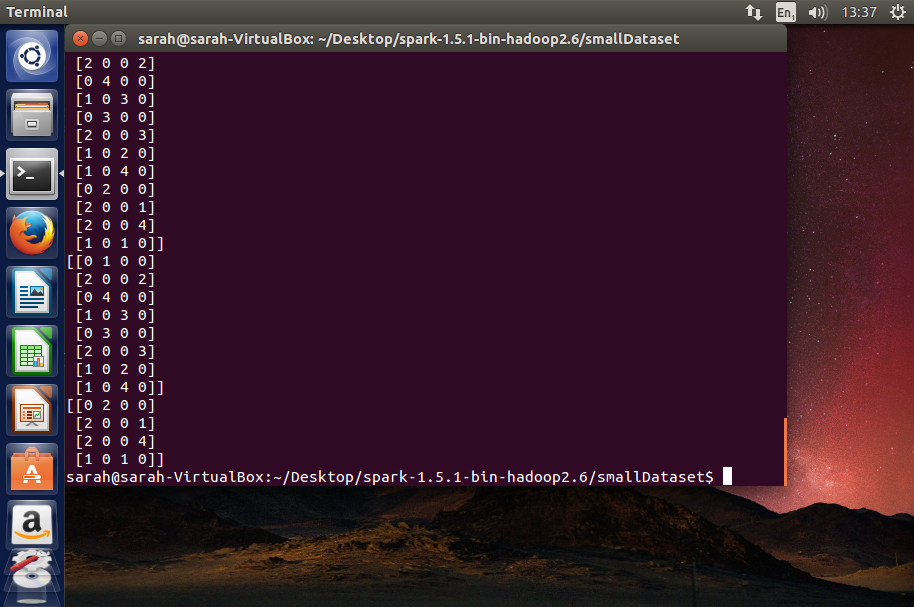 Terminal
En₁
13:37
sarah@sarah-VirtualBox: ~/Desktop/spark-1.5.1-bin-hadoop2.6/smallDataset
[2 0 0 2]
[0 4 0 0]
[1 0 3 0]
[0 3 0 0]
[2 0 0 3]
[1 0 2 0]
[1 0 4 0]
[0 2 0 0]
[2 0 0 1]
[2 0 0 4]
[1 0 1 0]]
[[0 1 0 0]
[2 0 0 2]
[0 4 0 0]
[1 0 3 0]
[0 3 0 0]
[2 0 0 3]
[1 0 2 0]
[1 0 4 0]]
[[0 2 0 0]
[2 0 0 1]
[2 0 0 4]
[1 0 1 0]]
sarah@sarah-VirtualBox:~/Desktop/spark-1.5.1-bin-hadoop2.6/smallDataset$